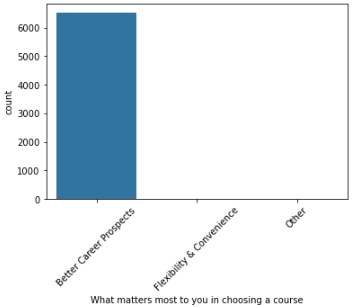 6000
5000
4000
3000
2000
1000
0
count
Better Career Prospects
Flexibility & Convenience
Other
What matters most to you in choosing a course